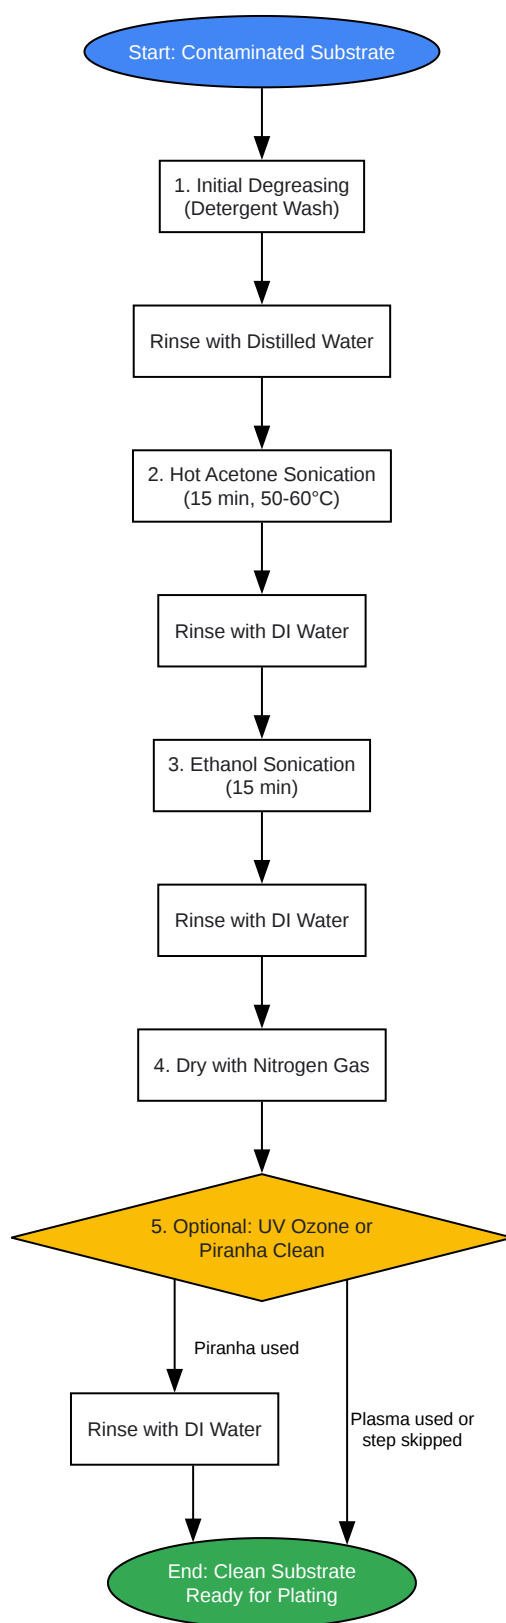 Start: Contaminated Substrate
1. Initial Degreasing
(Detergent Wash)
Rinse with Distilled Water
2. Hot Acetone Sonication
(15 min, 50-60°C)
Rinse with DI Water
3. Ethanol Sonication
(15 min)
Rinse with DI Water
4. Dry with Nitrogen Gas
5. Optional: UV Ozone or
Piranha Clean
Piranha used
Rinse with DI Water
Plasma used or
step skipped
End: Clean Substrate
Ready for Plating